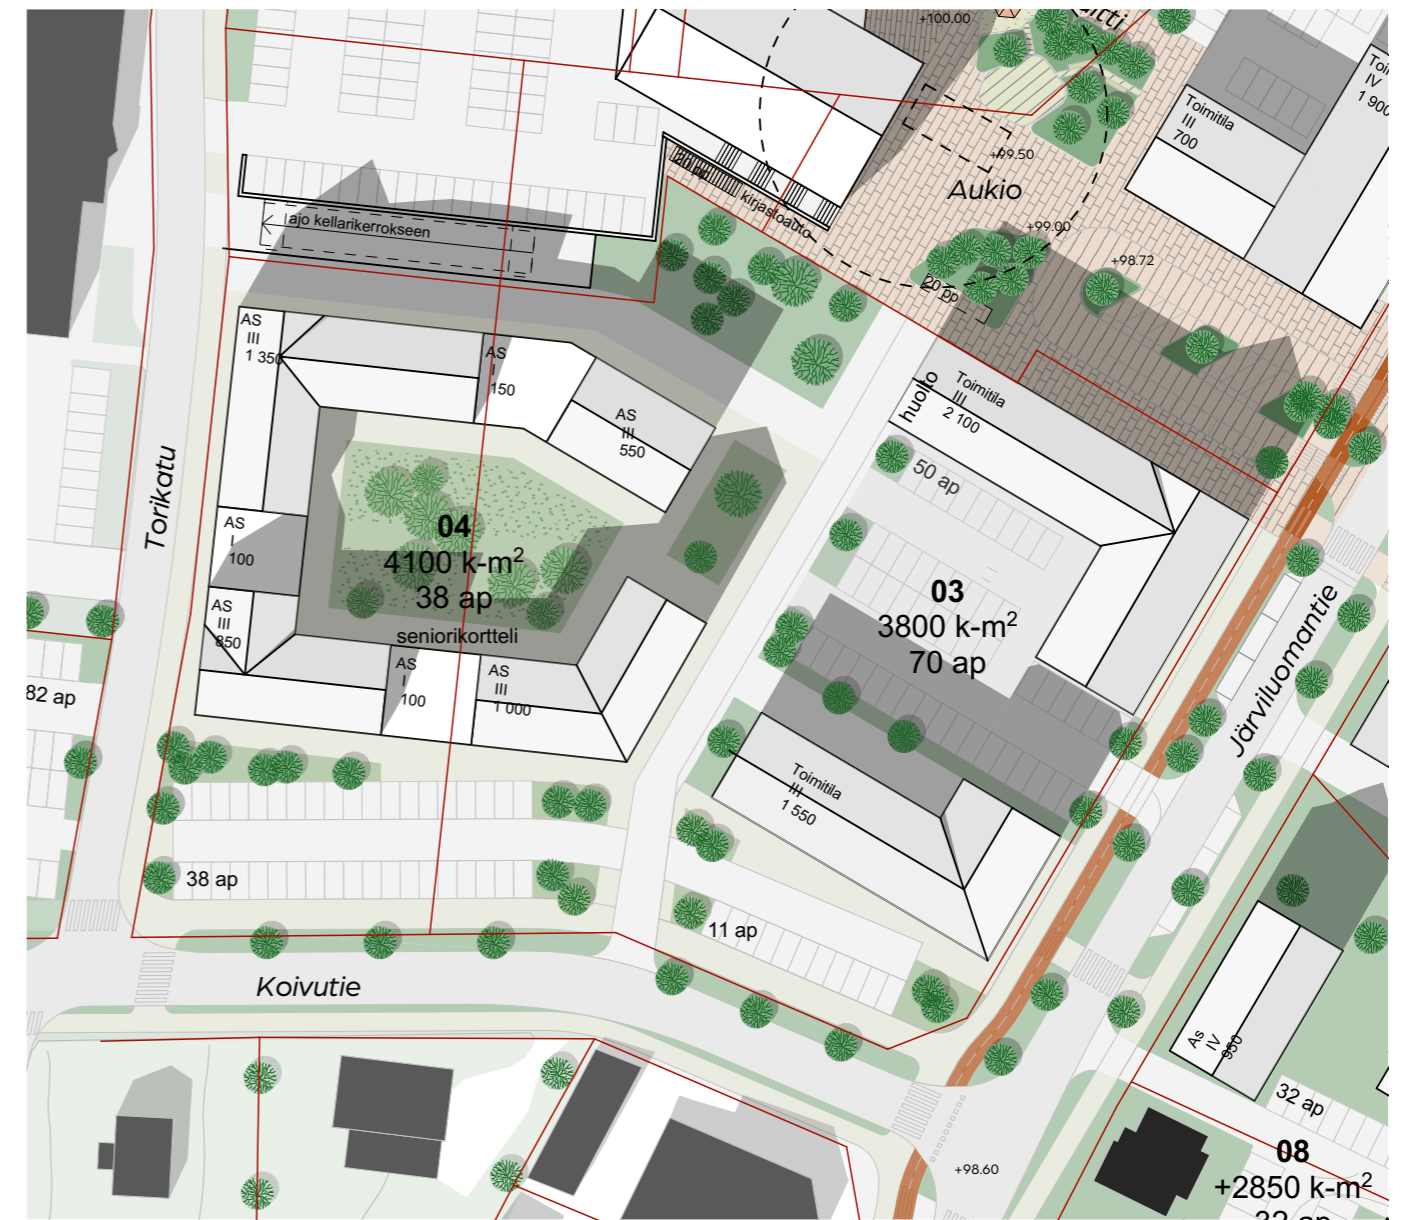 +100.00
Toimitila
III
700
IV
1 900
+99.50
Aukio
20 pp
kirjastoauto
+99.00
+98.72
20 pp
ajo kellarikerrokseen
AS
III
1 350
AS
I
150
AS
III
550
huolto
Toimitila
III
2 100
50 ap
Torikatu
AS
I
100
04
4100 k-m²
38 ap
seniorikortteli
03
3800 k-m²
70 ap
Järviluomantie
AS
III
850
AS
I
100
AS
III
1 000
82 ap
Toimitila
III
1 550
38 ap
11 ap
Koivutie
As
IV
950
32 ap
08
+2850 k-m²
32 ap
+98.60